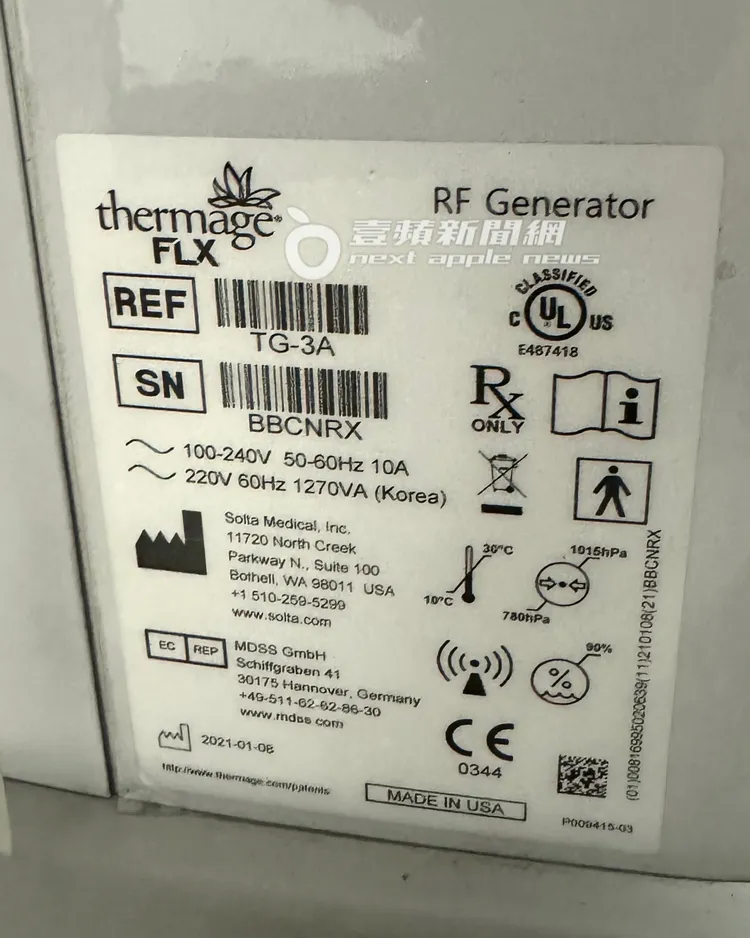 thermage®
FLX
RF Generator
壹蘋新聞網
next apple news
REF
TG-3A
CLASSIFIED
C UL US
®
E487418
SN
BBCNRX
Rx
ONLY
i
100-240V 50-60Hz 10A
220V 60Hz 1270VA (Korea)
Solta Medical, Inc.
11720 North Creek
Parkway N., Suite 100
Bothell, WA 98011 USA
+1 510-259-5299
www.solta.com
30°C
10°C
1015hPa
780hPa
EC REP
MDSS GmbH
Schiffgraben 41
30175 Hannover, Germany
+49-511-62-62-86-30
www.mdss.com
90%
%
2021-01-08
CE
0344
http://www.thermage.com/patents
MADE IN USA
P009415-03
(01)00816995020639(11)210108(21)BBCNRX